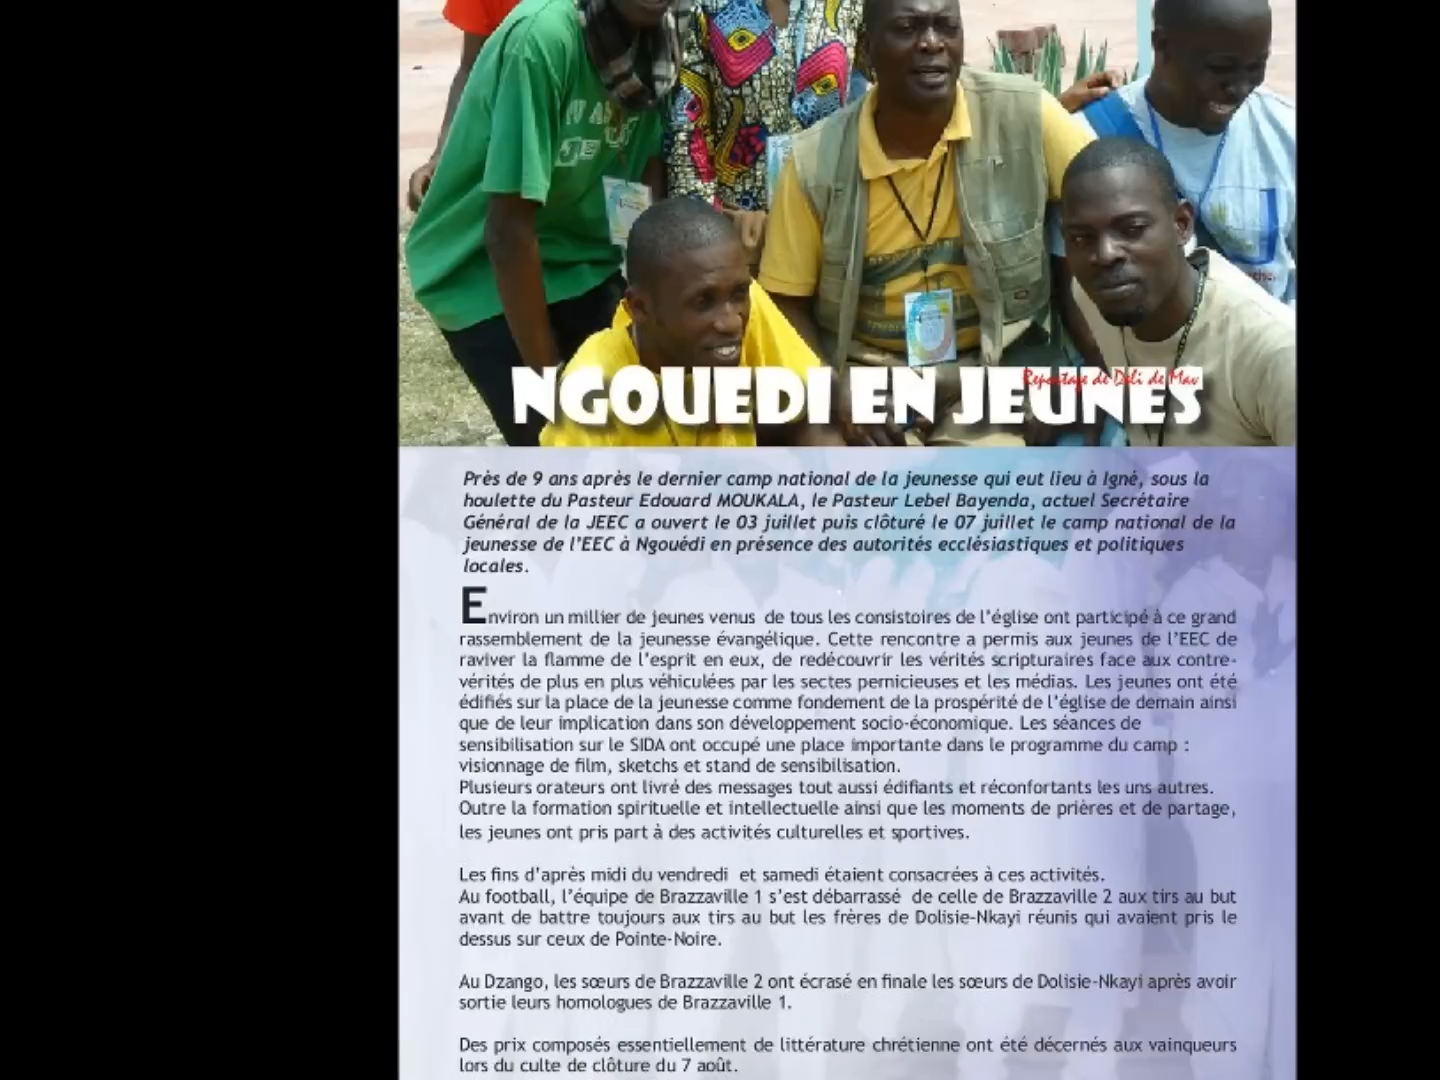 NGOUEDI EN JEUNES
Reportage de Deli de Mav
Près de 9 ans après le dernier camp national de la jeunesse qui eut lieu à Igné, sous la
houlette du Pasteur Edouard MOUKALA, le Pasteur Lebel Bayenda, actuel Secrétaire
Général de la JEEC a ouvert le 03 juillet puis clôturé le 07 juillet le camp national de la
jeunesse de l'EEC à Ngouédi en présence des autorités ecclésiastiques et politiques
locales.
Environ un millier de jeunes venus de tous les consistoires de l'église ont participé à ce grand
rassemblement de la jeunesse évangélique. Cette rencontre a permis aux jeunes de l'EEC de
raviver la flamme de l'esprit en eux, de redécouvrir les vérités scripturaires face aux contre-
vérités de plus en plus véhiculées par les sectes pernicieuses et les médias. Les jeunes ont été
édifiés sur la place de la jeunesse comme fondement de la prospérité de l'église de demain ainsi
que de leur implication dans son développement socio-économique. Les séances de
sensibilisation sur le SIDA ont occupé une place importante dans le programme du camp :
visionnage de film, sketchs et stand de sensibilisation.
Plusieurs orateurs ont livré des messages tout aussi édifiants et réconfortants les uns autres.
Outre la formation spirituelle et intellectuelle ainsi que les moments de prières et de partage,
les jeunes ont pris part à des activités culturelles et sportives.
Les fins d'après midi du vendredi et samedi étaient consacrées à ces activités.
Au football, l'équipe de Brazzaville 1 s'est débarrassé de celle de Brazzaville 2 aux tirs au but
avant de battre toujours aux tirs au but les frères de Dolisie-Nkayi réunis qui avaient pris le
dessus sur ceux de Pointe-Noire.
Au Dzango, les sœurs de Brazzaville 2 ont écrasé en finale les sœurs de Dolisie-Nkayi après avoir
sortie leurs homologues de Brazzaville 1.
Des prix composés essentiellement de littérature chrétienne ont été décernés aux vainqueurs
lors du culte de clôture du 7 août.